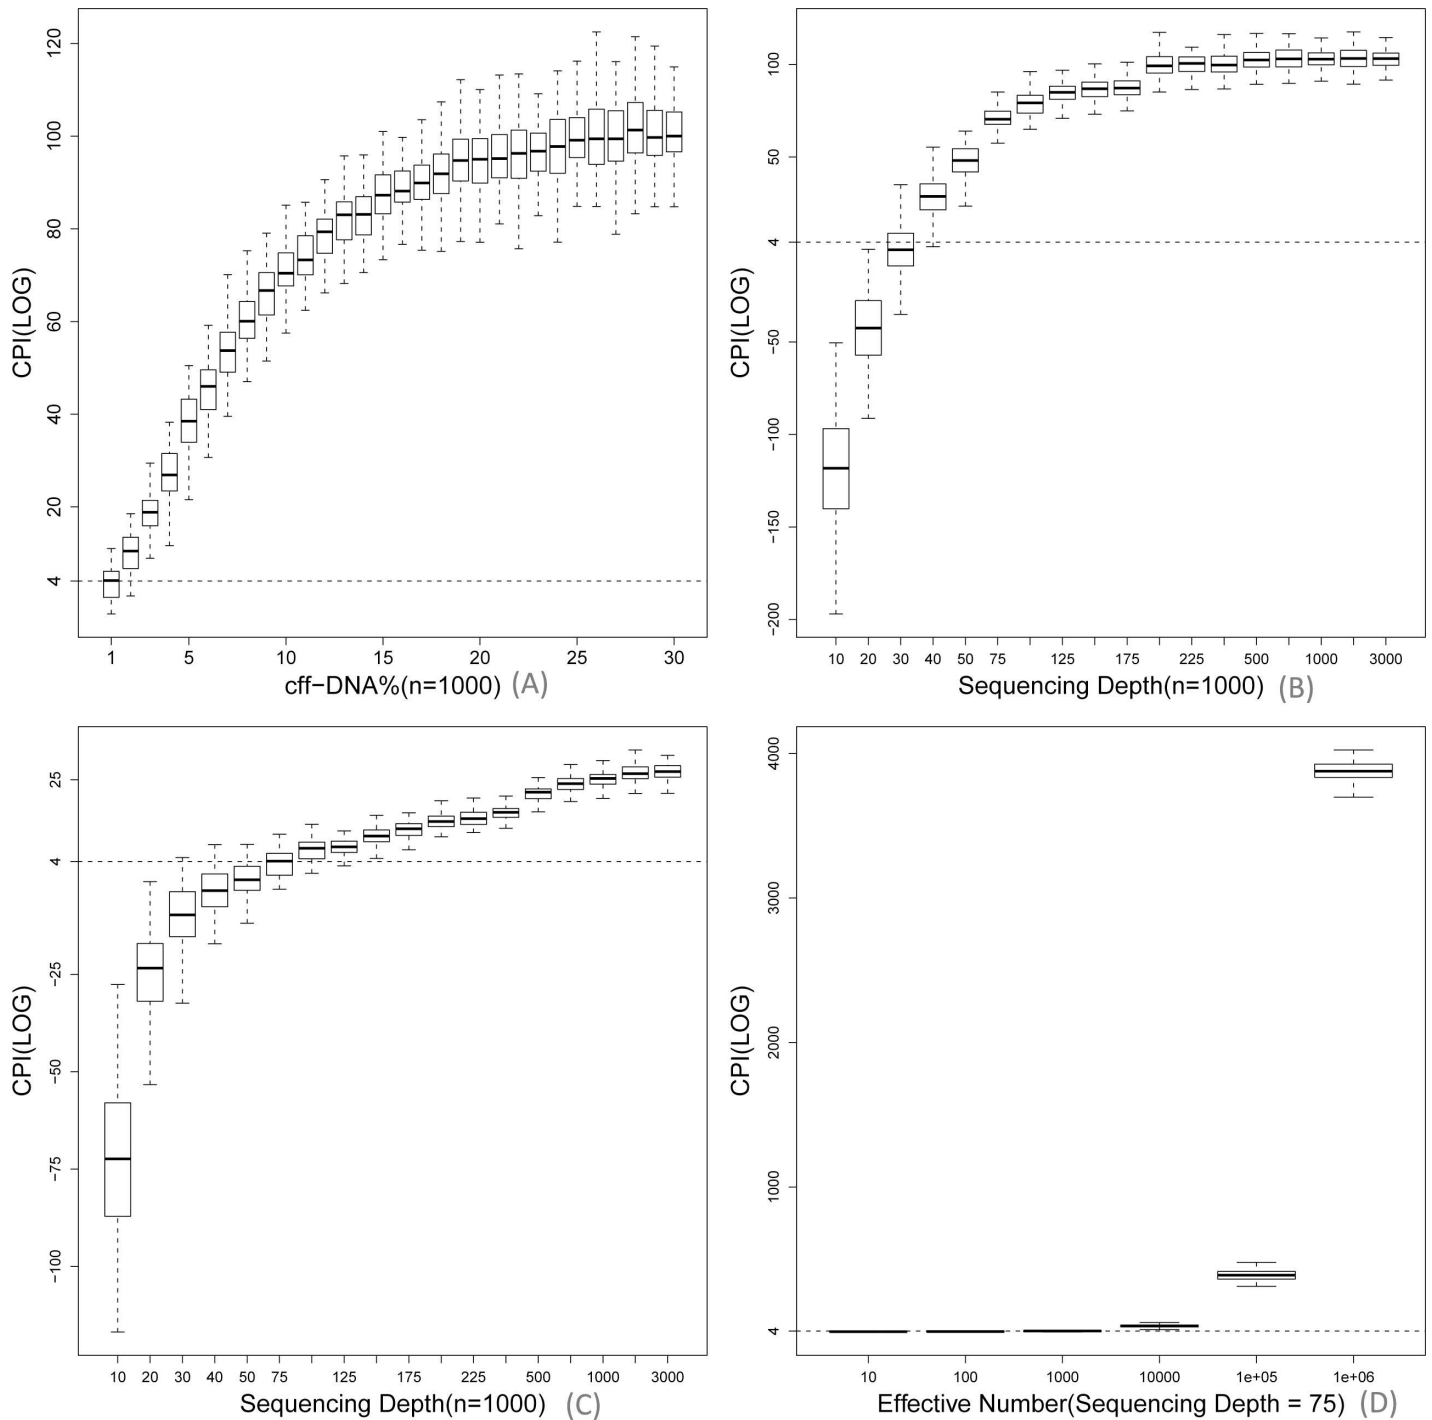 120
100
80
60
40
20
4
CPI(LOG)
1 5 10 15 20 25 30
cff-DNA%(n=1000) (A)
100
50
4
-50
-100
-150
-200
CPI(LOG)
10 20 30 40 50 75 125 175 225 500 1000 3000
Sequencing Depth(n=1000) (B)
25
4
-25
-50
-75
-100
CPI(LOG)
10 20 30 40 50 75 125 175 225 500 1000 3000
Sequencing Depth(n=1000) (C)
4000
3000
2000
1000
4
CPI(LOG)
10 100 1000 10000 1e+05 1e+06
Effective Number(Sequencing Depth = 75) (D)